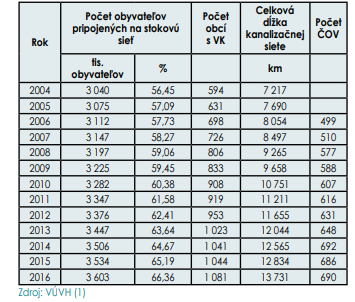 Rok Počet obyvateľov pripojených na stokovú sieť Počet obcí s VK Celková dĺžka kanalizačnej siete Počet ČOV
tis. obyvateľov % km
2004 3 040 56,45 594 7 217
2005 3 075 57,09 631 7 690
2006 3 112 57,73 698 8 054 499
2007 3 147 58,27 726 8 497 510
2008 3 197 59,06 806 9 265 577
2009 3 225 59,45 833 9 658 588
2010 3 282 60,38 908 10 751 607
2011 3 347 61,58 919 11 211 616
2012 3 376 62,41 953 11 655 631
2013 3 447 63,64 1 023 12 044 648
2014 3 506 64,67 1 041 12 565 692
2015 3 534 65,19 1 044 12 834 686
2016 3 603 66,36 1 081 13 731 690
Zdroj: VÚVH (1)